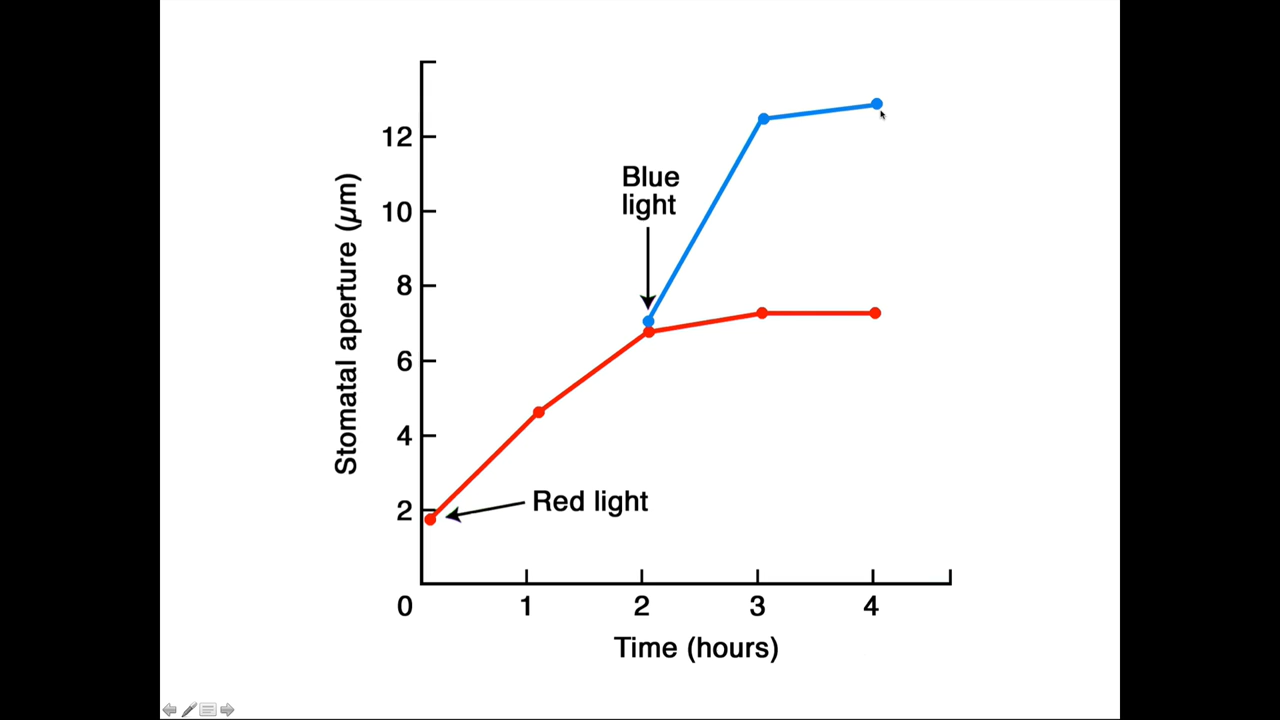 12
10
8
6
4
2
0
1
2
3
4
Stomatal aperture (μm)
Time (hours)
Blue
light
Red light